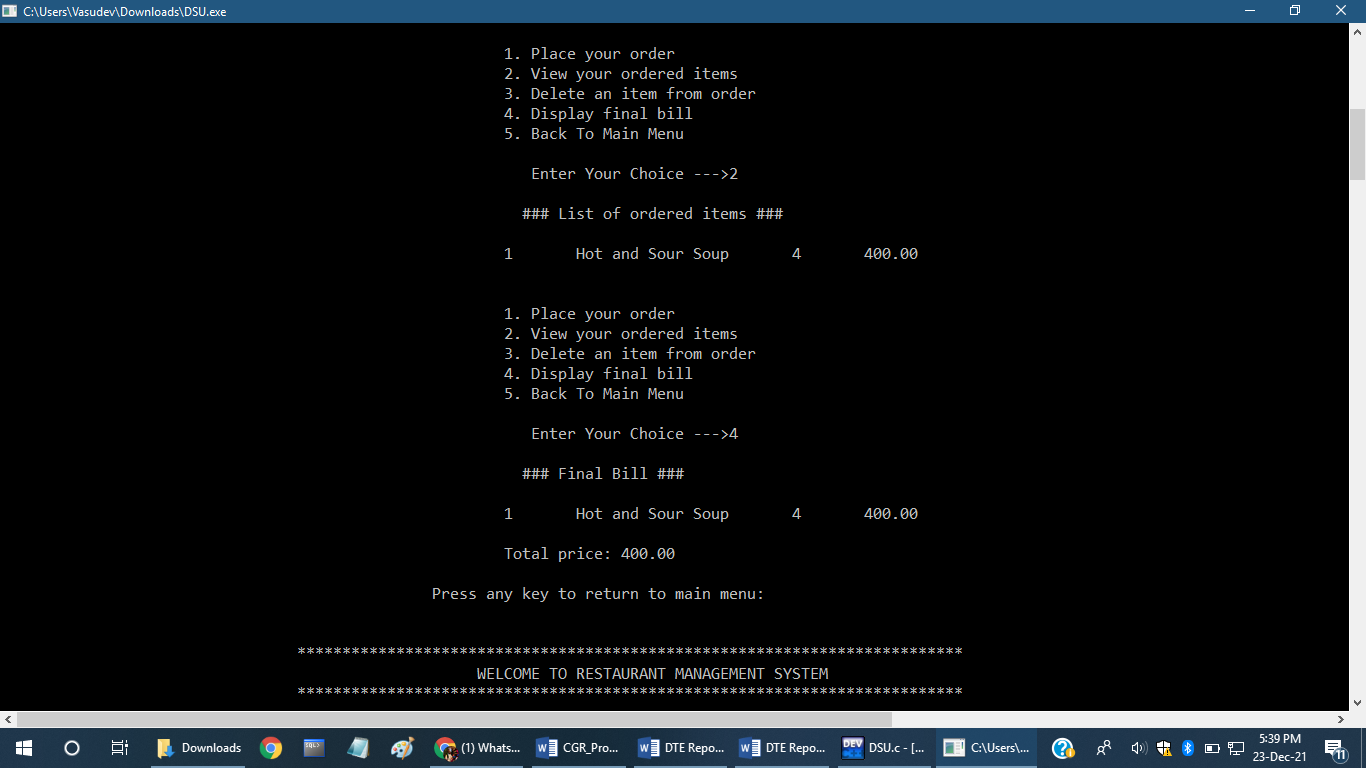 C:\Users\Vasudev\Downloads\DSU.exe
1. Place your order
2. View your ordered items
3. Delete an item from order
4. Display final bill
5. Back To Main Menu
Enter Your Choice --->2
### List of ordered items ###
1 Hot and Sour Soup 4 400.00
1. Place your order
2. View your ordered items
3. Delete an item from order
4. Display final bill
5. Back To Main Menu
Enter Your Choice --->4
### Final Bill ###
1 Hot and Sour Soup 4 400.00
Total price: 400.00
Press any key to return to main menu:
**************************************************************************
WELCOME TO RESTAURANT MANAGEMENT SYSTEM
**************************************************************************
Downloads
SQL>
(1) Whats...
CGR_Pro...
DTE Repo...
DTE Repo...
DEV
DSU.c - [...
C:\Users\...
5:39 PM
23-Dec-21
11